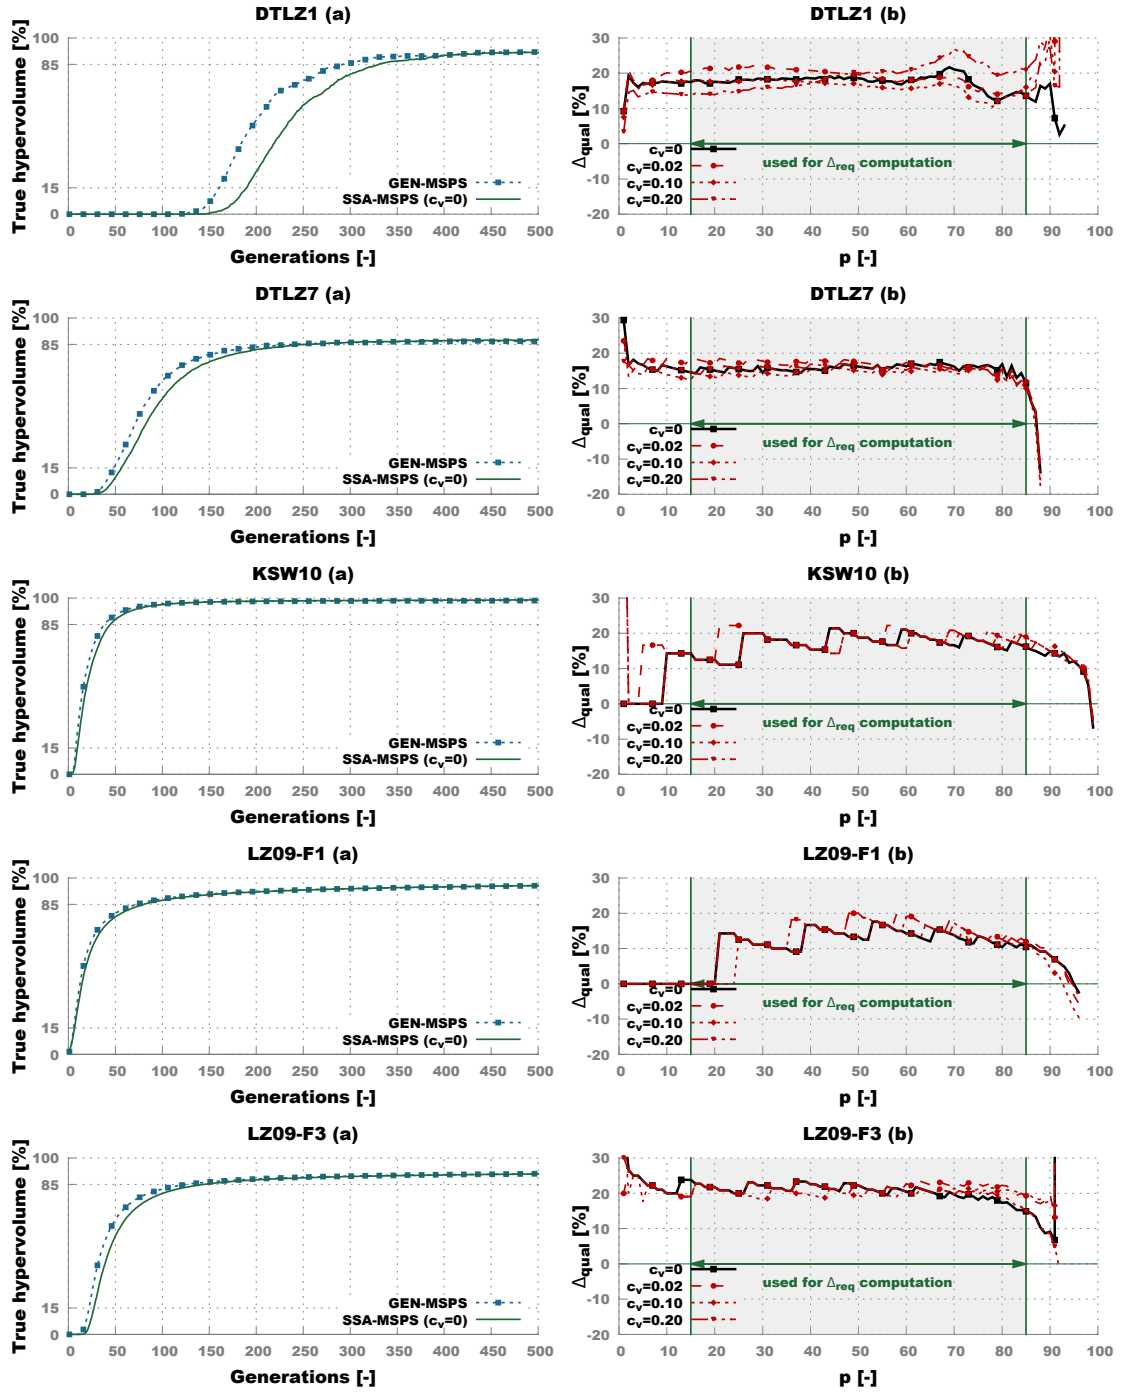 DTLZ1 (a)
True hypervolume [%]
100
85
15
0
GEN-MSPS
SSA-MSPS (cv=0)
0 50 100 150 200 250 300 350 400 450 500
Generations [-]
DTLZ1 (b)
Δqual [%]
30
20
10
0
-10
-20
cv=0
cv=0.02
cv=0.10
cv=0.20
used for Δreq computation
0 10 20 30 40 50 60 70 80 90 100
p [-]
DTLZ7 (a)
True hypervolume [%]
100
85
15
0
GEN-MSPS
SSA-MSPS (cv=0)
0 50 100 150 200 250 300 350 400 450 500
Generations [-]
DTLZ7 (b)
Δqual [%]
30
20
10
0
-10
-20
cv=0
cv=0.02
cv=0.10
cv=0.20
used for Δreq computation
0 10 20 30 40 50 60 70 80 90 100
p [-]
KSW10 (a)
True hypervolume [%]
100
85
15
0
GEN-MSPS
SSA-MSPS (cv=0)
0 50 100 150 200 250 300 350 400 450 500
Generations [-]
KSW10 (b)
Δqual [%]
30
20
10
0
-10
-20
cv=0
cv=0.02
cv=0.10
cv=0.20
used for Δreq computation
0 10 20 30 40 50 60 70 80 90 100
p [-]
LZ09-F1 (a)
True hypervolume [%]
100
85
15
0
GEN-MSPS
SSA-MSPS (cv=0)
0 50 100 150 200 250 300 350 400 450 500
Generations [-]
LZ09-F1 (b)
Δqual [%]
30
20
10
0
-10
-20
cv=0
cv=0.02
cv=0.10
cv=0.20
used for Δreq computation
0 10 20 30 40 50 60 70 80 90 100
p [-]
LZ09-F3 (a)
True hypervolume [%]
100
85
15
0
GEN-MSPS
SSA-MSPS (cv=0)
0 50 100 150 200 250 300 350 400 450 500
Generations [-]
LZ09-F3 (b)
Δqual [%]
30
20
10
0
-10
-20
cv=0
cv=0.02
cv=0.10
cv=0.20
used for Δreq computation
0 10 20 30 40 50 60 70 80 90 100
p [-]